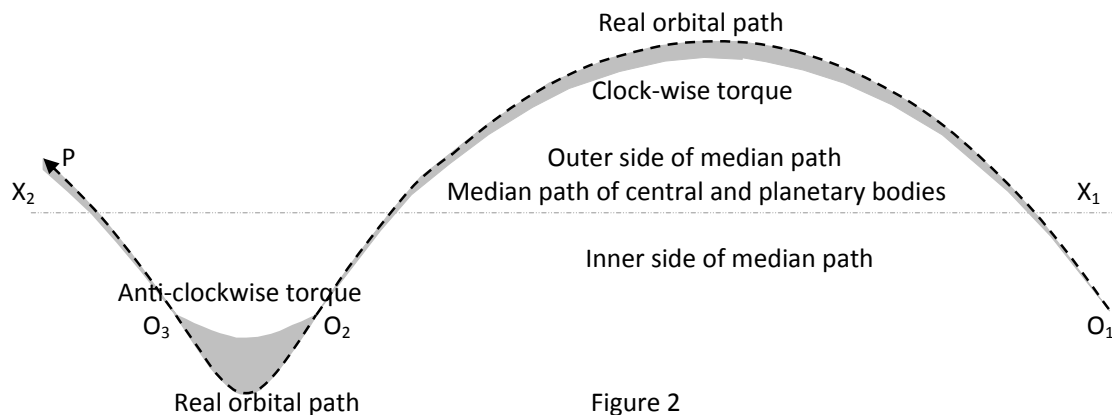 Real orbital path
Clock-wise torque
P
Outer side of median path
X₂ Median path of central and planetary bodies X₁
Inner side of median path
Anti-clockwise torque
O₃ O₂ O₁
Real orbital path Figure 2